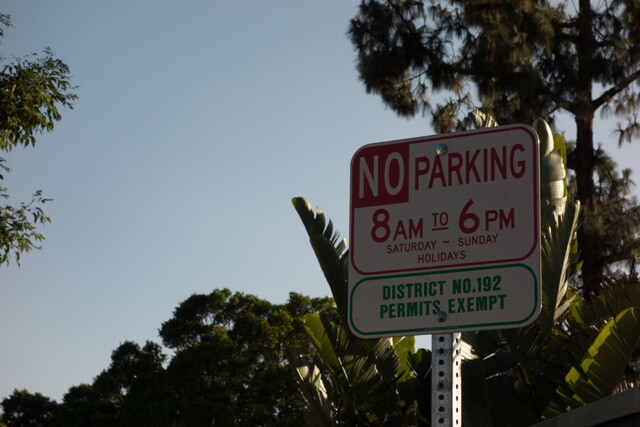 NO PARKING
8AM TO 6PM
SATURDAY - SUNDAY
HOLIDAYS
DISTRICT NO.192
PERMITS EXEMPT